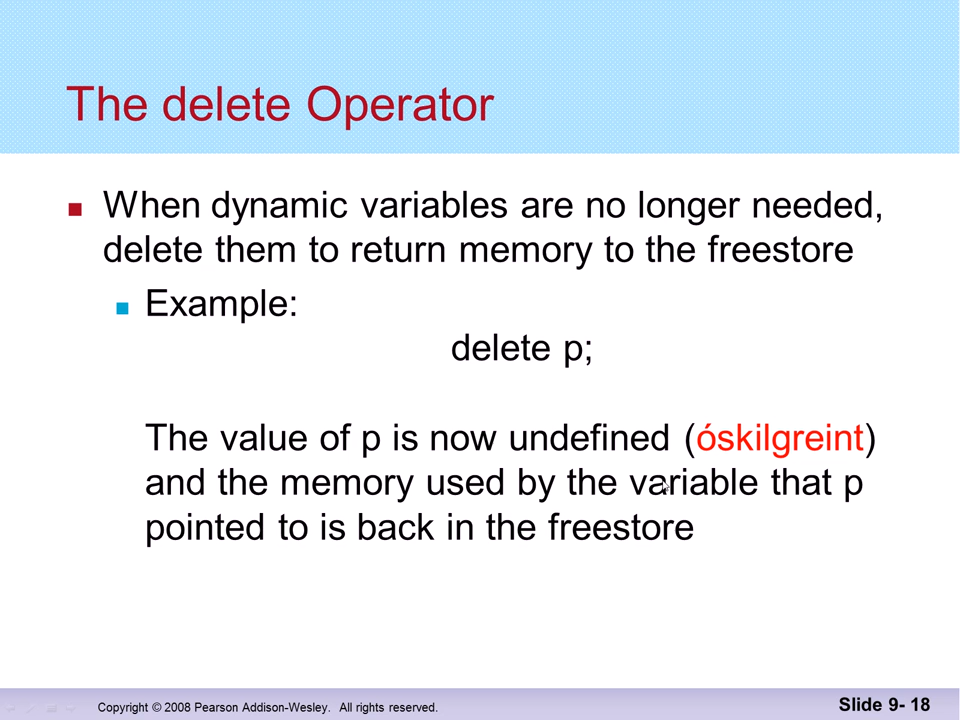 The delete Operator
When dynamic variables are no longer needed,
delete them to return memory to the freestore
Example:
delete p;
The value of p is now undefined (óskilgreint)
and the memory used by the variable that p
pointed to is back in the freestore
Copyright © 2008 Pearson Addison-Wesley. All rights reserved.
Slide 9- 18